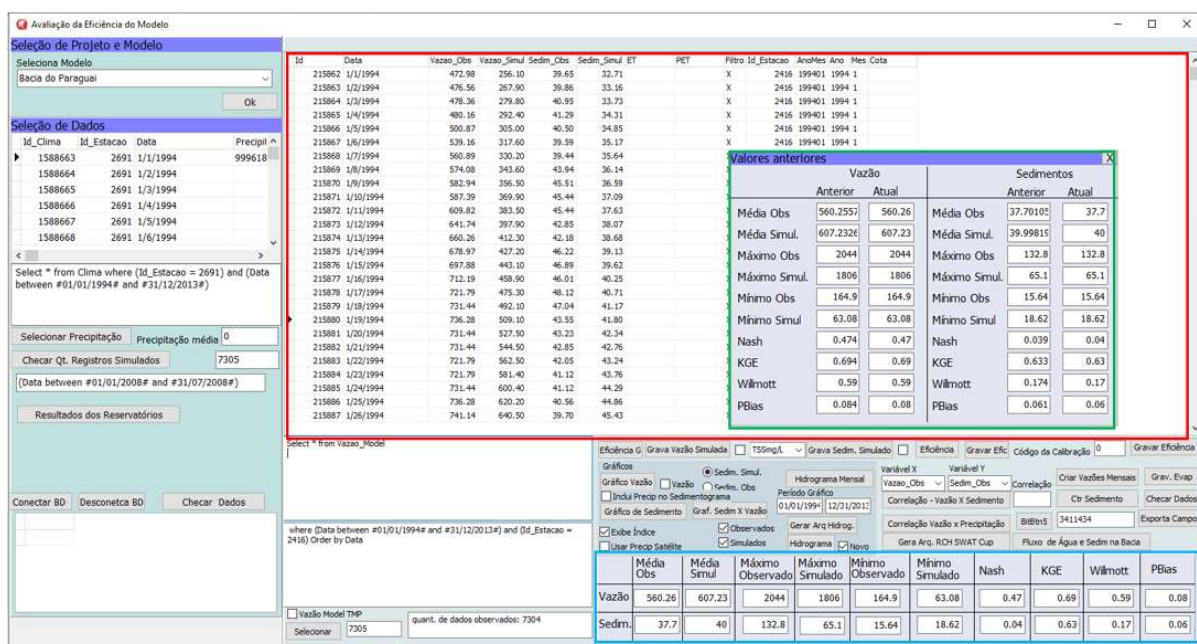 Avaliação da Eficiência do Modelo
Seleção de Projeto e Modelo
Seleciona Modelo
Bacia do Paraguai
Ok
Seleção de Dados
Id_Clima Id_Estacao Data Precipit
1588663 2691 1/1/1994 999618
1588664 2691 1/2/1994
1588665 2691 1/3/1994
1588666 2691 1/4/1994
1588667 2691 1/5/1994
1588668 2691 1/6/1994
Select * from Clima where (Id_Estacao = 2691) and (Data
between #01/01/1994# and #31/12/2013#)
Selecionar Precipitação Precipitação média 0
Checar Qt. Registros Simulados 7305
(Data between #01/01/2008# and #31/07/2008#)
Resultados dos Reservatórios
Conectar BD Desconetca BD Checar Dados
Id Data Vazao_Obs Vazao_Simul Sedim_Obs Sedim_Simul ET PET Filtro Id_Estacao AnoMes Ano Mes Cota
215862 1/1/1994 472.98 256.10 39.65 32.71 X 2416 199401 1994 1
215863 1/2/1994 476.56 267.90 39.86 33.16 X 2416 199401 1994 1
215864 1/3/1994 478.36 279.80 40.95 33.73 X 2416 199401 1994 1
215865 1/4/1994 480.16 292.40 41.29 34.31 X 2416 199401 1994 1
215866 1/5/1994 500.87 305.00 40.50 34.85 X 2416 199401 1994 1
215867 1/6/1994 539.16 317.60 39.59 35.17 X 2416 199401 1994 1
215868 1/7/1994 560.89 330.20 39.44 35.64
215869 1/8/1994 574.08 343.60 43.94 36.14
215870 1/9/1994 582.94 356.50 45.51 36.59
215871 1/10/1994 587.39 369.90 45.44 37.09
215872 1/11/1994 609.82 383.50 45.44 37.63
215873 1/12/1994 641.74 397.90 42.85 38.07
215874 1/13/1994 660.26 412.30 42.18 38.68
215875 1/14/1994 678.97 427.20 46.22 39.13
215876 1/15/1994 697.88 443.10 46.89 39.62
215877 1/16/1994 712.19 458.90 46.01 40.25
215878 1/17/1994 721.79 475.30 48.12 40.71
215879 1/18/1994 731.44 492.10 47.04 41.17
215880 1/19/1994 736.28 509.10 43.55 41.80
215881 1/20/1994 731.44 527.50 43.23 42.34
215882 1/21/1994 731.44 544.50 42.85 42.76
215883 1/22/1994 721.79 562.50 42.05 43.24
215884 1/23/1994 721.79 581.40 41.12 43.76
215885 1/24/1994 731.44 600.40 41.12 44.29
215886 1/25/1994 736.28 620.20 40.56 44.86
215887 1/26/1994 741.14 640.50 39.70 45.43
Valores anteriores X
Vazão Sedimentos
Anterior Atual Anterior Atual
Média Obs 560.2557 560.26 Média Obs 37.70105 37.7
Média Simul. 607.2326 607.23 Média Simul. 39.99819 40
Máximo Obs 2044 2044 Máximo Obs 132.8 132.8
Máximo Simul. 1806 1806 Máximo Simul. 65.1 65.1
Mínimo Obs 164.9 164.9 Mínimo Obs 15.64 15.64
Mínimo Simul 63.08 63.08 Mínimo Simul 18.62 18.62
Nash 0.474 0.47 Nash 0.039 0.04
KGE 0.694 0.69 KGE 0.633 0.63
Wilmott 0.59 0.59 Wilmott 0.174 0.17
PBias 0.084 0.08 PBias 0.061 0.06
Select * from Vazao_Model
where (Data between #01/01/1994# and #31/12/2013#) and (Id_Estacao =
2416) Order by Data
Vazao Model TMP
Selecionar 7305
quant. de dados observados: 7304
Eficiência G Grava Vazão Simulada TSSmg/L Grava Sedim. Simulado Eficiência Gravar Efic Código da Calibração 0 Gravar Eficiência
Gráficos
Gráfico Vazão Vazão Sedim. Simul. Sedim. Obs Hidrograma Mensal
Inclui Precip no Sedimentograma Período Gráfico
Gráfico de Sedimento Graf. Sedim X Vazão 01/01/1994 12/31/2013
Exibe Índice Observados Gerar Arq Hidrog.
Usar Precip Satélite Simulados Hidrograma Novo
Variável X Variável Y
Vazao_Obs Sedim_Obs Correlação Criar Vazões Mensais Grav. Evap
Correlação - Vazão X Sedimento Ctr Sedimento Checar Dados
Correlação Vazão x Precipitação BitBtn5 3411434 Exporta Campo
Gera Arq. RCH SWAT Cup Fluxo de Água e Sedim na Bacia
Média Obs Média Simul Máximo Observado Máximo Simulado Mínimo Observado Mínimo Simulado Nash KGE Wilmott PBias
Vazão 560.26 607.23 2044 1806 164.9 63.08 0.47 0.69 0.59 0.08
Sedim. 37.7 40 132.8 65.1 15.64 18.62 0.04 0.63 0.17 0.06